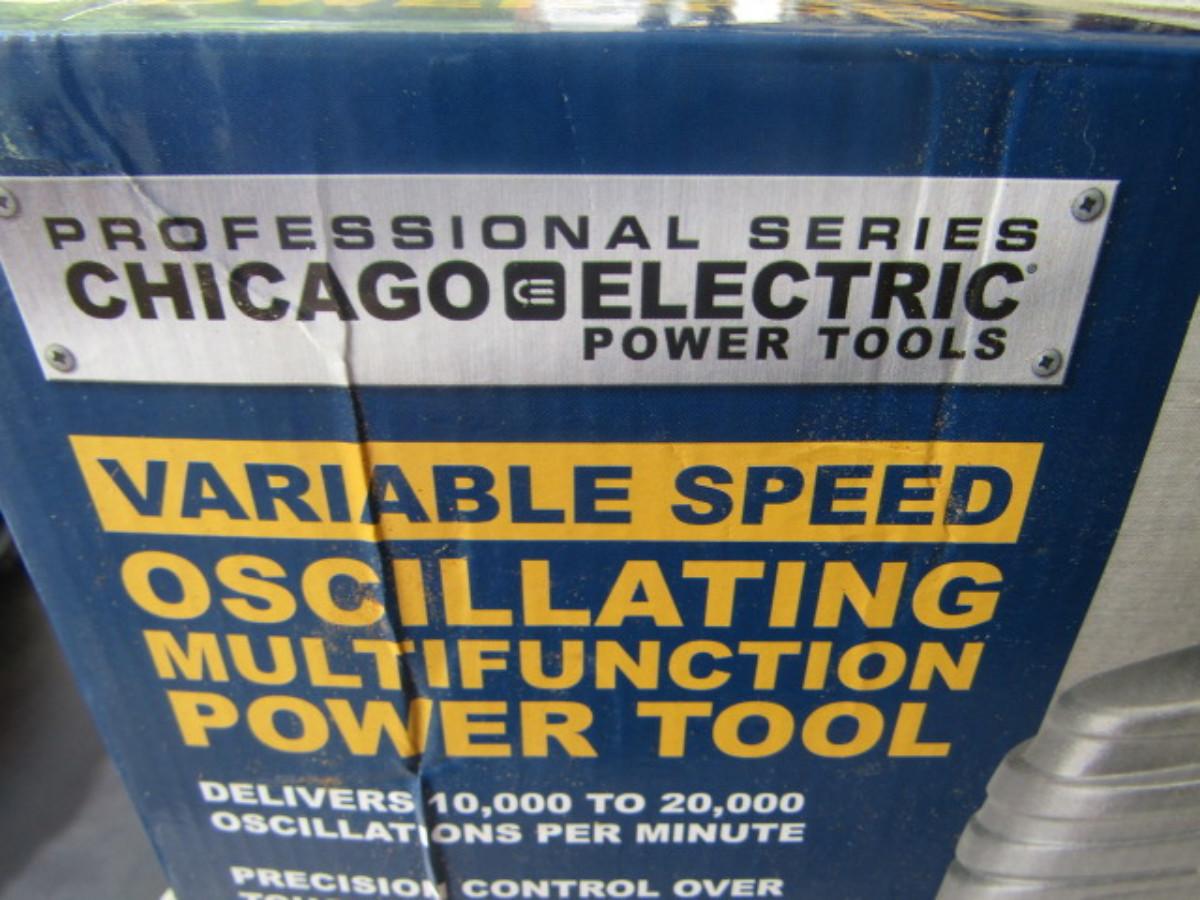 PROFESSIONAL SERIES
CHICAGO ELECTRIC®
POWER TOOLS
VARIABLE SPEED
OSCILLATING
MULTIFUNCTION
POWER TOOL
DELIVERS 10,000 TO 20,000
OSCILLATIONS PER MINUTE
PRECISION CONTROL OVER